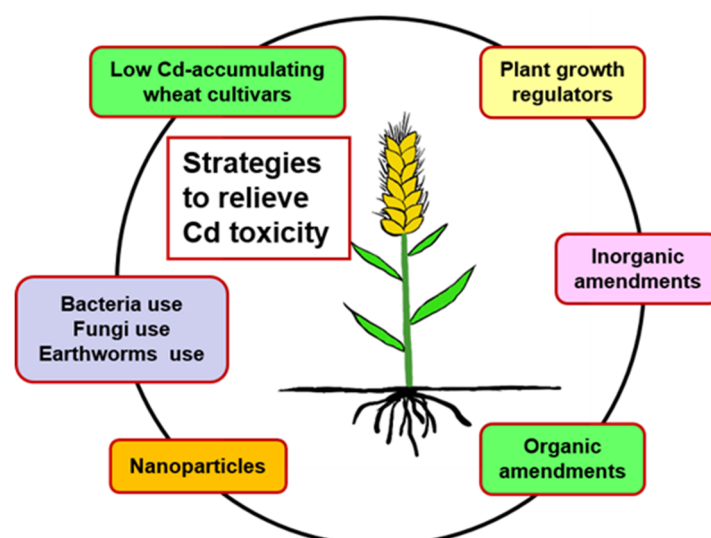 Low Cd-accumulating
wheat cultivars
Plant growth
regulators
Strategies
to relieve
Cd toxicity
Inorganic
amendments
Bacteria use
Fungi use
Earthworms use
Nanoparticles
Organic
amendments